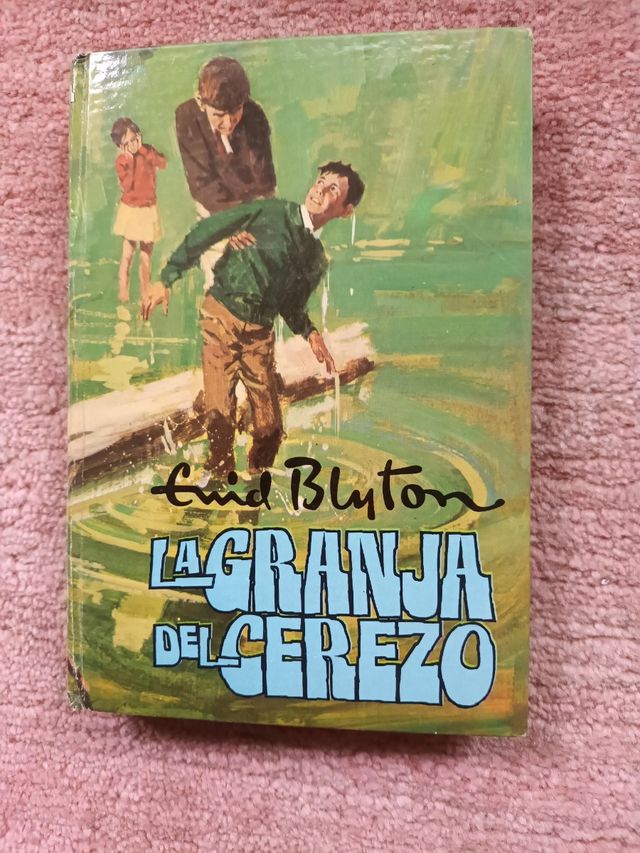 Enid Blyton
LA GRANJA
DEL CEREZO